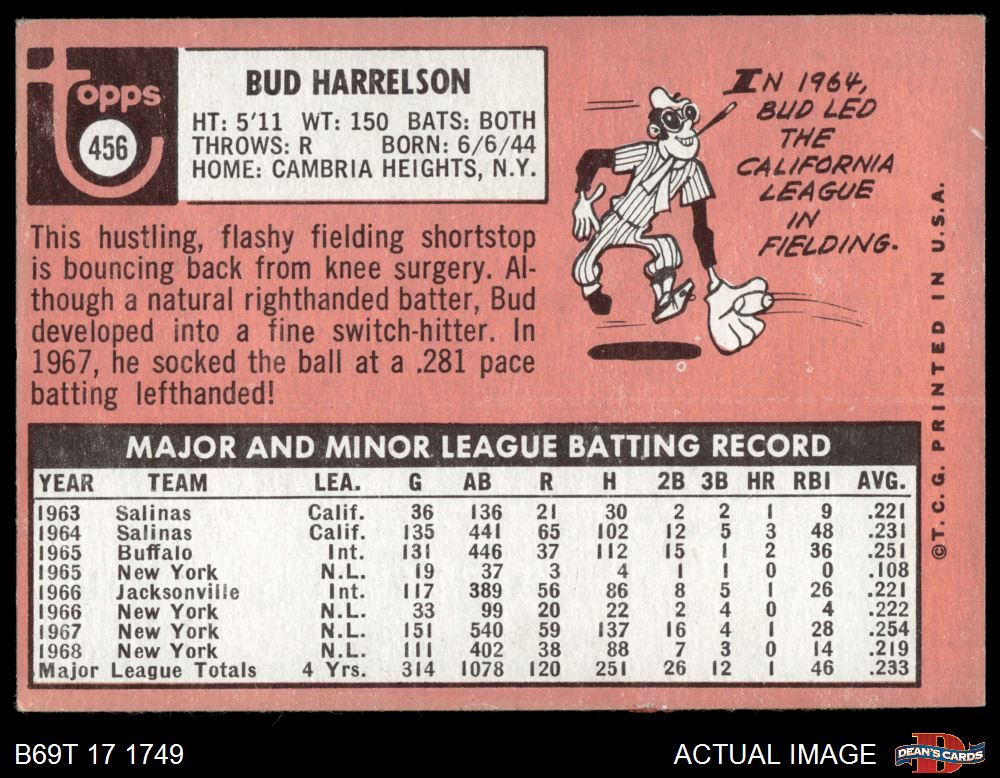 topps
456
BUD HARRELSON
HT: 5'11 WT: 150 BATS: BOTH
THROWS: R BORN: 6/6/44
HOME: CAMBRIA HEIGHTS, N.Y.
This hustling, flashy fielding shortstop
is bouncing back from knee surgery. Al-
though a natural righthanded batter, Bud
developed into a fine switch-hitter. In
1967, he socked the ball at a .281 pace
batting lefthanded!
IN 1964,
BUD LED
THE
CALIFORNIA
LEAGUE
IN
FIELDING.
©T. C. G. PRINTED IN U.S.A.
MAJOR AND MINOR LEAGUE BATTING RECORD
YEAR TEAM LEA. G AB R H 2B 3B HR RBI AVG.
1963 Salinas Calif. 36 136 21 30 2 2 1 9 .221
1964 Salinas Calif. 135 441 65 102 12 5 3 48 .231
1965 Buffalo Int. 131 446 37 112 15 1 2 36 .251
1965 New York N.L. 19 37 3 4 1 1 0 0 .108
1966 Jacksonville Int. 117 389 56 86 8 5 1 26 .221
1966 New York N.L. 33 99 20 22 2 4 0 4 .222
1967 New York N.L. 151 540 59 137 16 4 1 28 .254
1968 New York N.L. 111 402 38 88 7 3 0 14 .219
Major League Totals 4 Yrs. 314 1078 120 251 26 12 1 46 .233
B69T 17 1749
ACTUAL IMAGE
DEAN'S CARDS